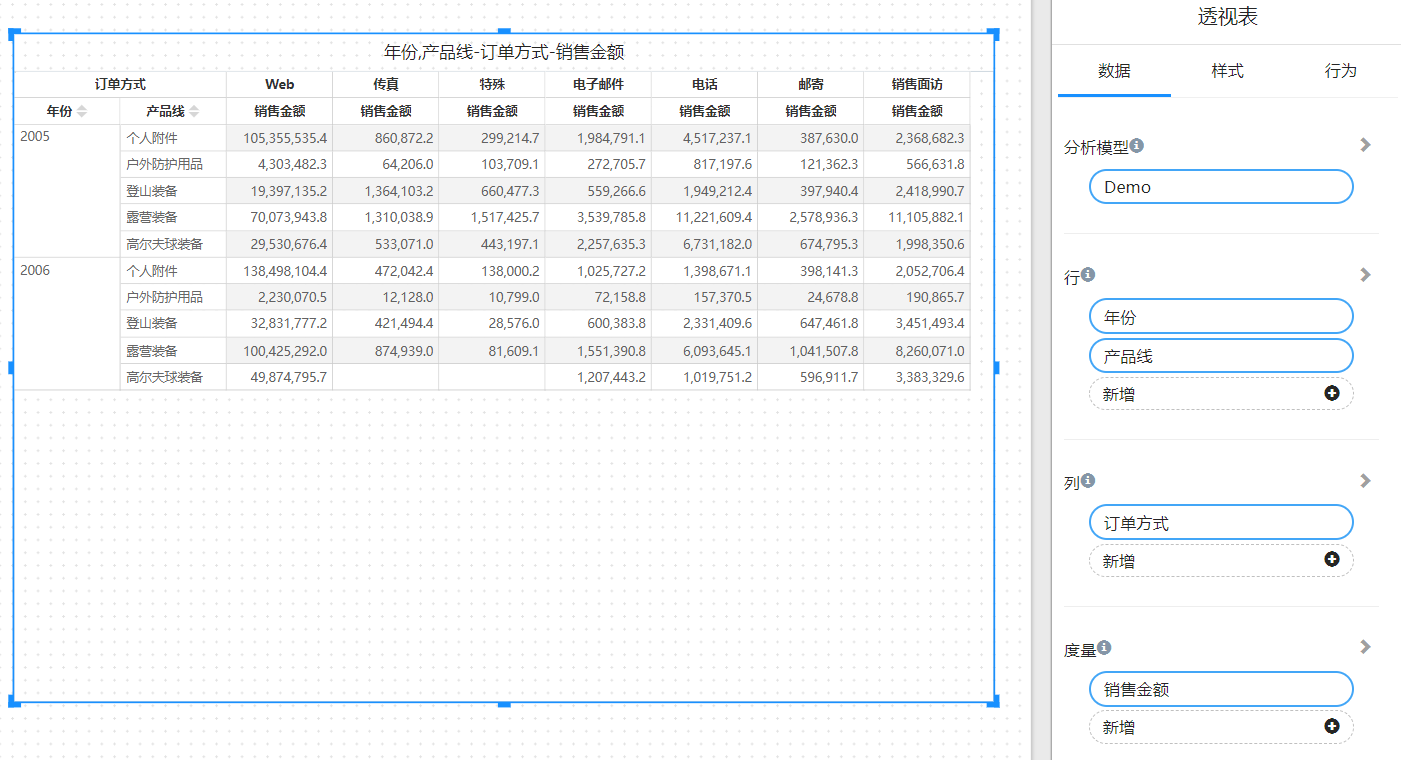 透视表
数据 样式 行为
年份,产品线-订单方式-销售金额
订单方式 Web 传真 特殊 电子邮件 电话 邮寄 销售面访
年份 产品线 销售金额 销售金额 销售金额 销售金额 销售金额 销售金额 销售金额
2005 个人附件 105,355,535.4 860,872.2 299,214.7 1,984,791.1 4,517,237.1 387,630.0 2,368,682.3
户外防护用品 4,303,482.3 64,206.0 103,709.1 272,705.7 817,197.6 121,362.3 566,631.8
登山装备 19,397,135.2 1,364,103.2 660,477.3 559,266.6 1,949,212.4 397,940.4 2,418,990.7
露营装备 70,073,943.8 1,310,038.9 1,517,425.7 3,539,785.8 11,221,609.4 2,578,936.3 11,105,882.1
高尔夫球装备 29,530,676.4 533,071.0 443,197.1 2,257,635.3 6,731,182.0 674,795.3 1,998,350.6
2006 个人附件 138,498,104.4 472,042.4 138,000.2 1,025,727.2 1,398,671.1 398,141.3 2,052,706.4
户外防护用品 2,230,070.5 12,128.0 10,799.0 72,158.8 157,370.5 24,678.8 190,865.7
登山装备 32,831,777.2 421,494.4 28,576.0 600,383.8 2,331,409.6 647,461.8 3,451,493.4
露营装备 100,425,292.0 874,939.0 81,609.1 1,551,390.8 6,093,645.1 1,041,507.8 8,260,071.0
高尔夫球装备 49,874,795.7 1,207,443.2 1,019,751.2 596,911.7 3,383,329.6
分析模型
Demo
行
年份
产品线
新增
列
订单方式
新增
度量
销售金额
新增